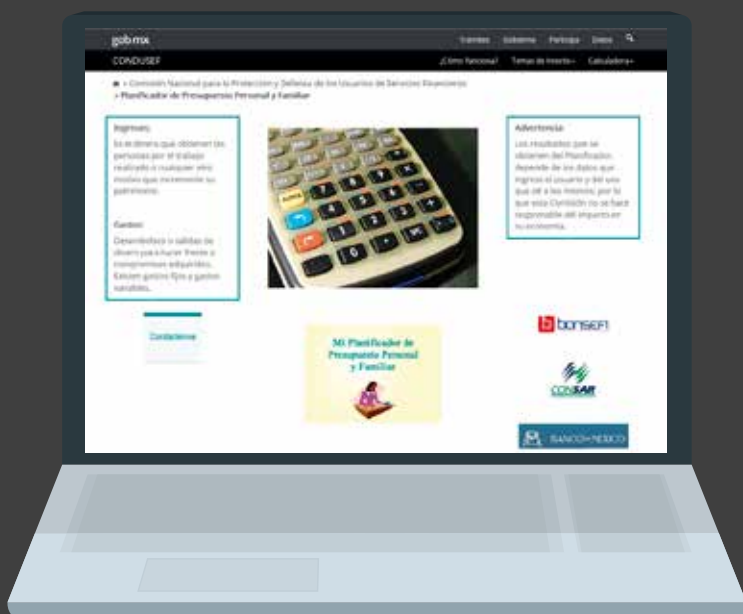 gob.mx
Trámites Gobierno Participa Datos
CONDUSEF
¿Cómo funciona? Temas de Interés Calculadora
> Comisión Nacional para la Protección y Defensa de los Usuarios de Servicios Financieros
> Planificador de Presupuesto Personal y Familiar
Ingresos:
Es el dinero que obtienen las
personas por el trabajo
realizado o cualquier otro
motivo que incremente su
patrimonio.
Gastos:
Desembolsos o salidas de
dinero para hacer frente a
compromisos adquiridos.
Existen gastos fijos y gastos
variables.
Advertencia:
Los resultados que se
obtienen del Planificador,
depende de los datos que
ingrese el usuario y del uso
que dé a los mismos; por lo
que esta Comisión no se hace
responsable del impacto en
su economía.
Contáctenos
Mi Planificador de
Presupuesto Personal
y Familiar
bansefi
CONSAR
BANCO DE MÉXICO